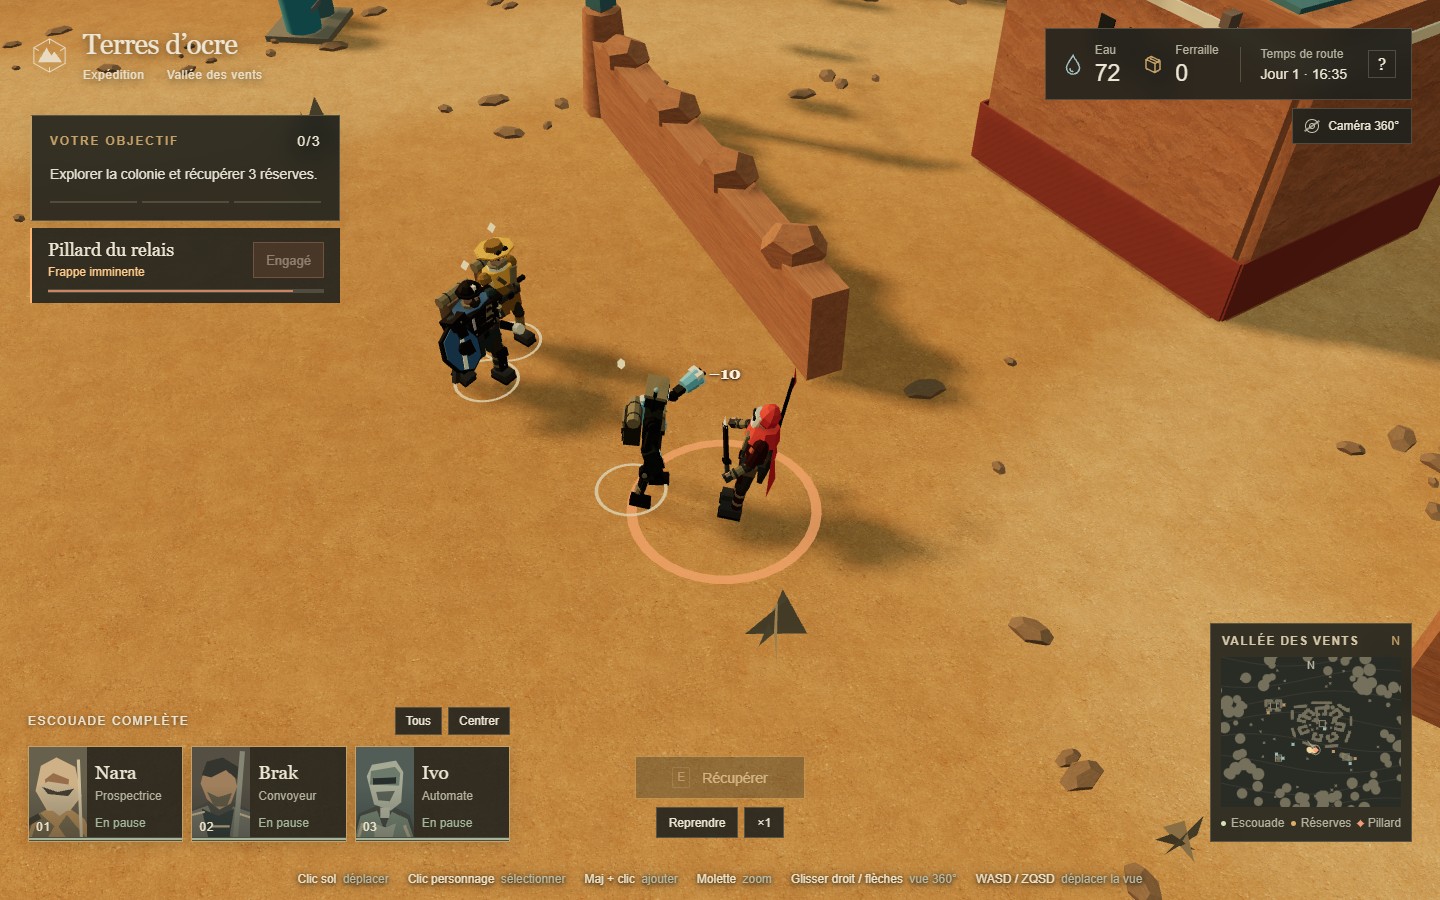 Terres d’ocre
Expédition Vallée des vents
VOTRE OBJECTIF 0/3
Explorer la colonie et récupérer 3 réserves.
Pillard du relais
Frappe imminente
Engagé
Eau
72
Ferraille
0
Temps de route
Jour 1 · 16:35
?
Caméra 360°
–10
ESCOUADE COMPLÈTE
Tous
Centrer
Nara
Prospectrice
En pause
01
Brak
Convoyeur
En pause
02
Ivo
Automate
En pause
03
E Récupérer
Reprendre
×1
VALLÉE DES VENTS N
N
Escouade Réserves Pillard
Clic sol déplacer Clic personnage sélectionner Maj + clic ajouter Molette zoom Glisser droit / flèches vue 360° WASD / ZQSD déplacer la vue